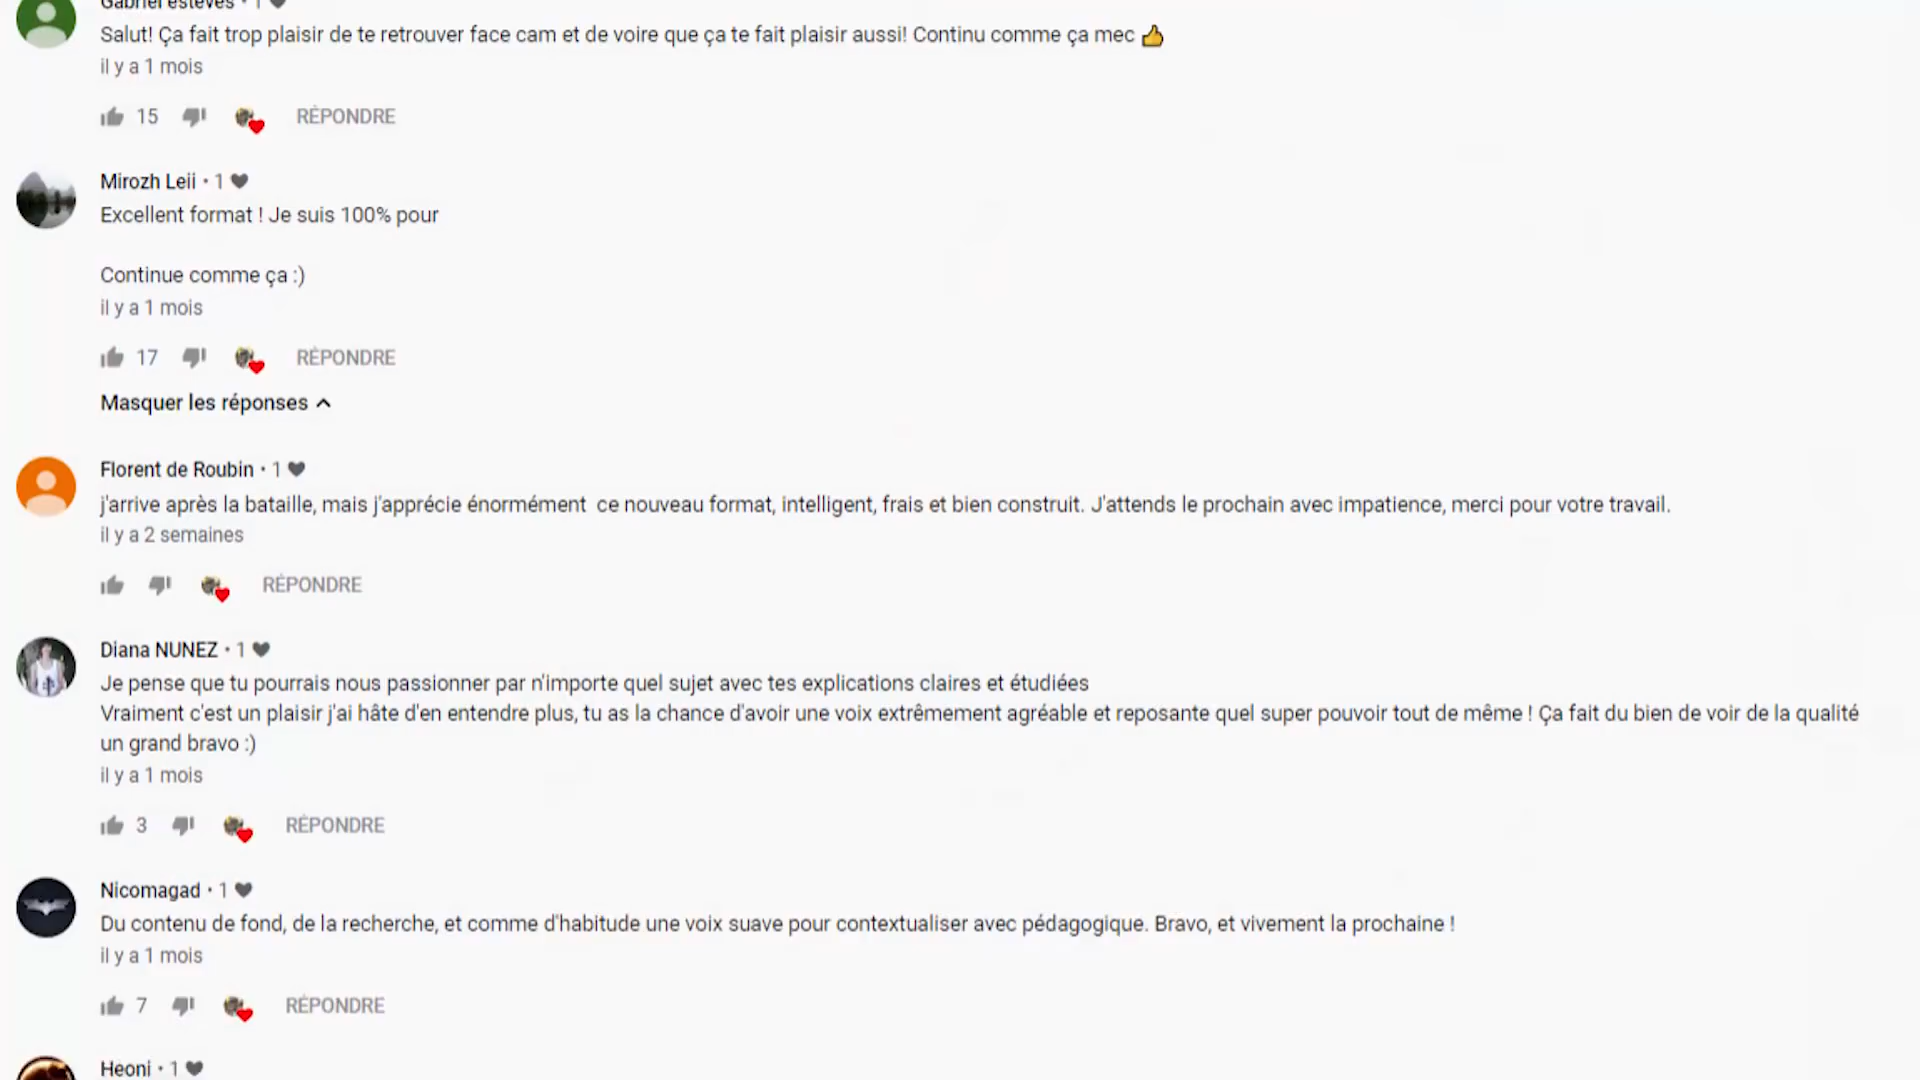 Gabriel esteves • 1
Salut! Ça fait trop plaisir de te retrouver face cam et de voire que ça te fait plaisir aussi! Continu comme ça mec 👍
il y a 1 mois
15 RÉPONDRE
Mirozh Leii • 1
Excellent format ! Je suis 100% pour
Continue comme ça :)
il y a 1 mois
17 RÉPONDRE
Masquer les réponses
Florent de Roubin • 1
j'arrive après la bataille, mais j'apprécie énormément  ce nouveau format, intelligent, frais et bien construit. J'attends le prochain avec impatience, merci pour votre travail.
il y a 2 semaines
RÉPONDRE
Diana NUNEZ • 1
Je pense que tu pourrais nous passionner par n'importe quel sujet avec tes explications claires et étudiées
Vraiment c'est un plaisir j'ai hâte d'en entendre plus, tu as la chance d'avoir une voix extrêmement agréable et reposante quel super pouvoir tout de même ! Ça fait du bien de voir de la qualité
un grand bravo :)
il y a 1 mois
3 RÉPONDRE
Nicomagad • 1
Du contenu de fond, de la recherche, et comme d'habitude une voix suave pour contextualiser avec pédagogique. Bravo, et vivement la prochaine !
il y a 1 mois
7 RÉPONDRE
Heoni • 1